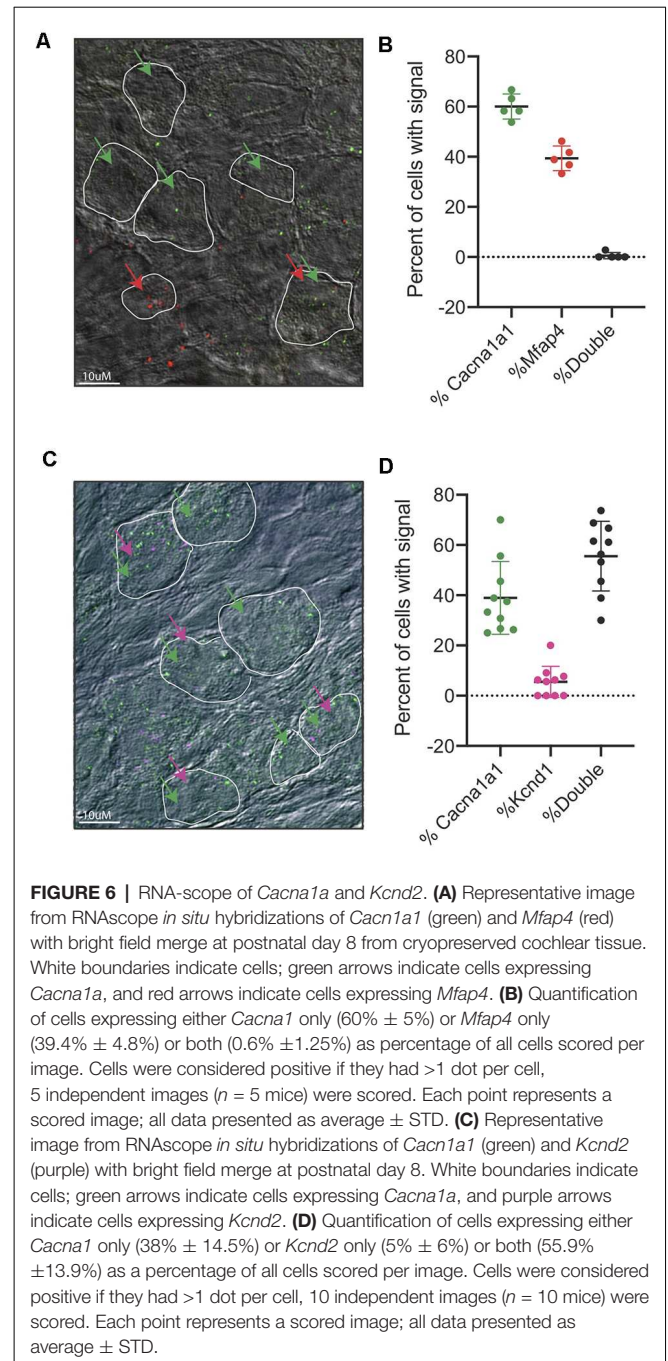 A
10uM
B
Percent of cells with signal
80
60
40
20
0
-20
% Cacna1a1
%Mfap4
%Double
C
10uM
D
Percent of cells with signal
80
60
40
20
0
-20
% Cacna1a1
%Kcnd1
%Double
FIGURE 6 | RNA-scope of Cacna1a and Kcnd2. (A) Representative image
from RNAscope in situ hybridizations of Cacn1a1 (green) and Mfap4 (red)
with bright field merge at postnatal day 8 from cryopreserved cochlear tissue.
White boundaries indicate cells; green arrows indicate cells expressing
Cacna1a, and red arrows indicate cells expressing Mfap4. (B) Quantification
of cells expressing either Cacna1 only (60% ± 5%) or Mfap4 only
(39.4% ± 4.8%) or both (0.6% ±1.25%) as percentage of all cells scored per
image. Cells were considered positive if they had >1 dot per cell,
5 independent images (n = 5 mice) were scored. Each point represents a
scored image; all data presented as average ± STD. (C) Representative
image from RNAscope in situ hybridizations of Cacn1a1 (green) and Kcnd2
(purple) with bright field merge at postnatal day 8. White boundaries indicate
cells; green arrows indicate cells expressing Cacna1a, and purple arrows
indicate cells expressing Kcnd2. (D) Quantification of cells expressing either
Cacna1 only (38% ± 14.5%) or Kcnd2 only (5% ± 6%) or both (55.9%
±13.9%) as a percentage of all cells scored per image. Cells were considered
positive if they had >1 dot per cell, 10 independent images (n = 10 mice) were
scored. Each point represents a scored image; all data presented as
average ± STD.